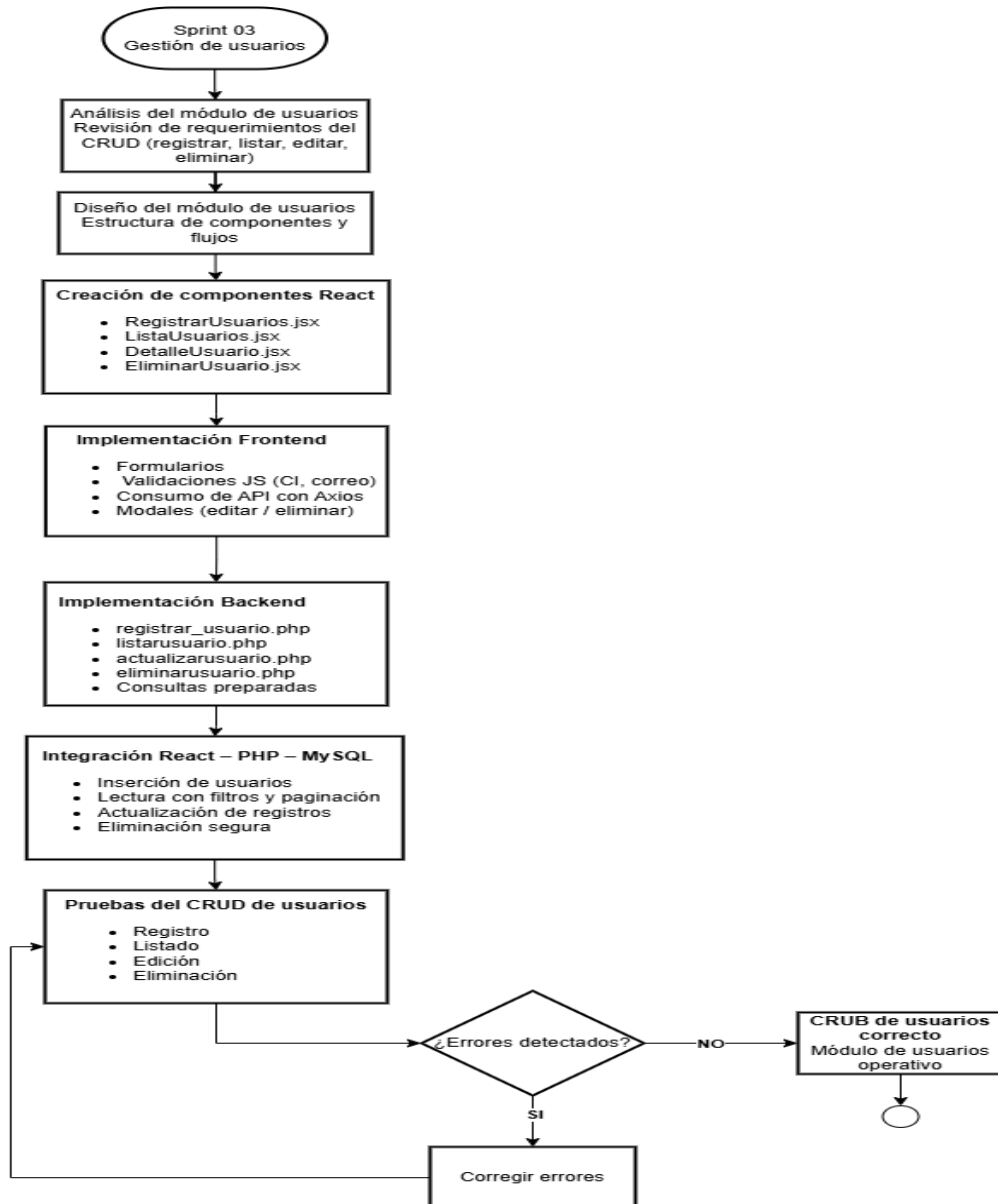 Sprint 03
Gestión de usuarios
Análisis del módulo de usuarios
Revisión de requerimientos del
CRUD (registrar, listar, editar,
eliminar)
Diseño del módulo de usuarios
Estructura de componentes y
flujos
Creación de componentes React
• RegistrarUsuarios.jsx
• ListaUsuarios.jsx
• DetalleUsuario.jsx
• EliminarUsuario.jsx
Implementación Frontend
• Formularios
• Validaciones JS (CI, correo)
• Consumo de API con Axios
• Modales (editar / eliminar)
Implementación Backend
• registrar_usuario.php
• listarusuario.php
• actualizarusuario.php
• eliminarusuario.php
• Consultas preparadas
Integración React – PHP – MySQL
• Inserción de usuarios
• Lectura con filtros y paginación
• Actualización de registros
• Eliminación segura
Pruebas del CRUD de usuarios
• Registro
• Listado
• Edición
• Eliminación
¿Errores detectados?
NO
CRUB de usuarios
correcto
Módulo de usuarios
operativo
SI
Corregir errores